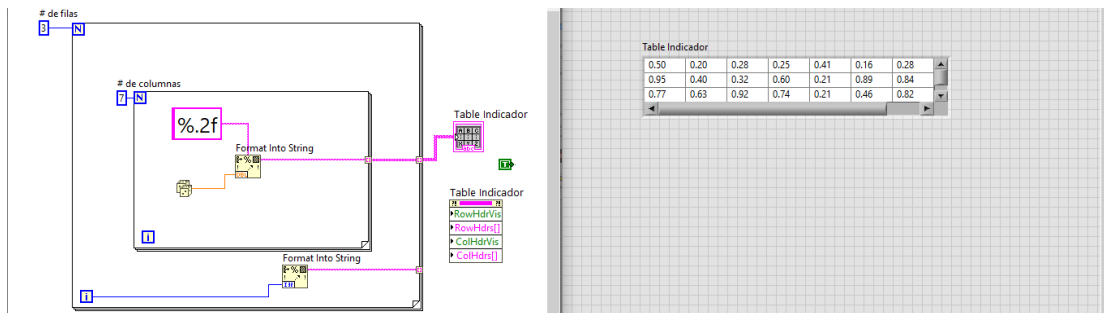 # de filas
3
N
# de columnas
7
N
%.2f
Format Into String
Table Indicador
T
Table Indicador
RowHdrVis
RowHdrs[]
ColHdrVis
ColHdrs[]
i
Format Into String
i
Table Indicador
0.50 0.20 0.28 0.25 0.41 0.16 0.28
0.95 0.40 0.32 0.60 0.21 0.89 0.84
0.77 0.63 0.92 0.74 0.21 0.46 0.82